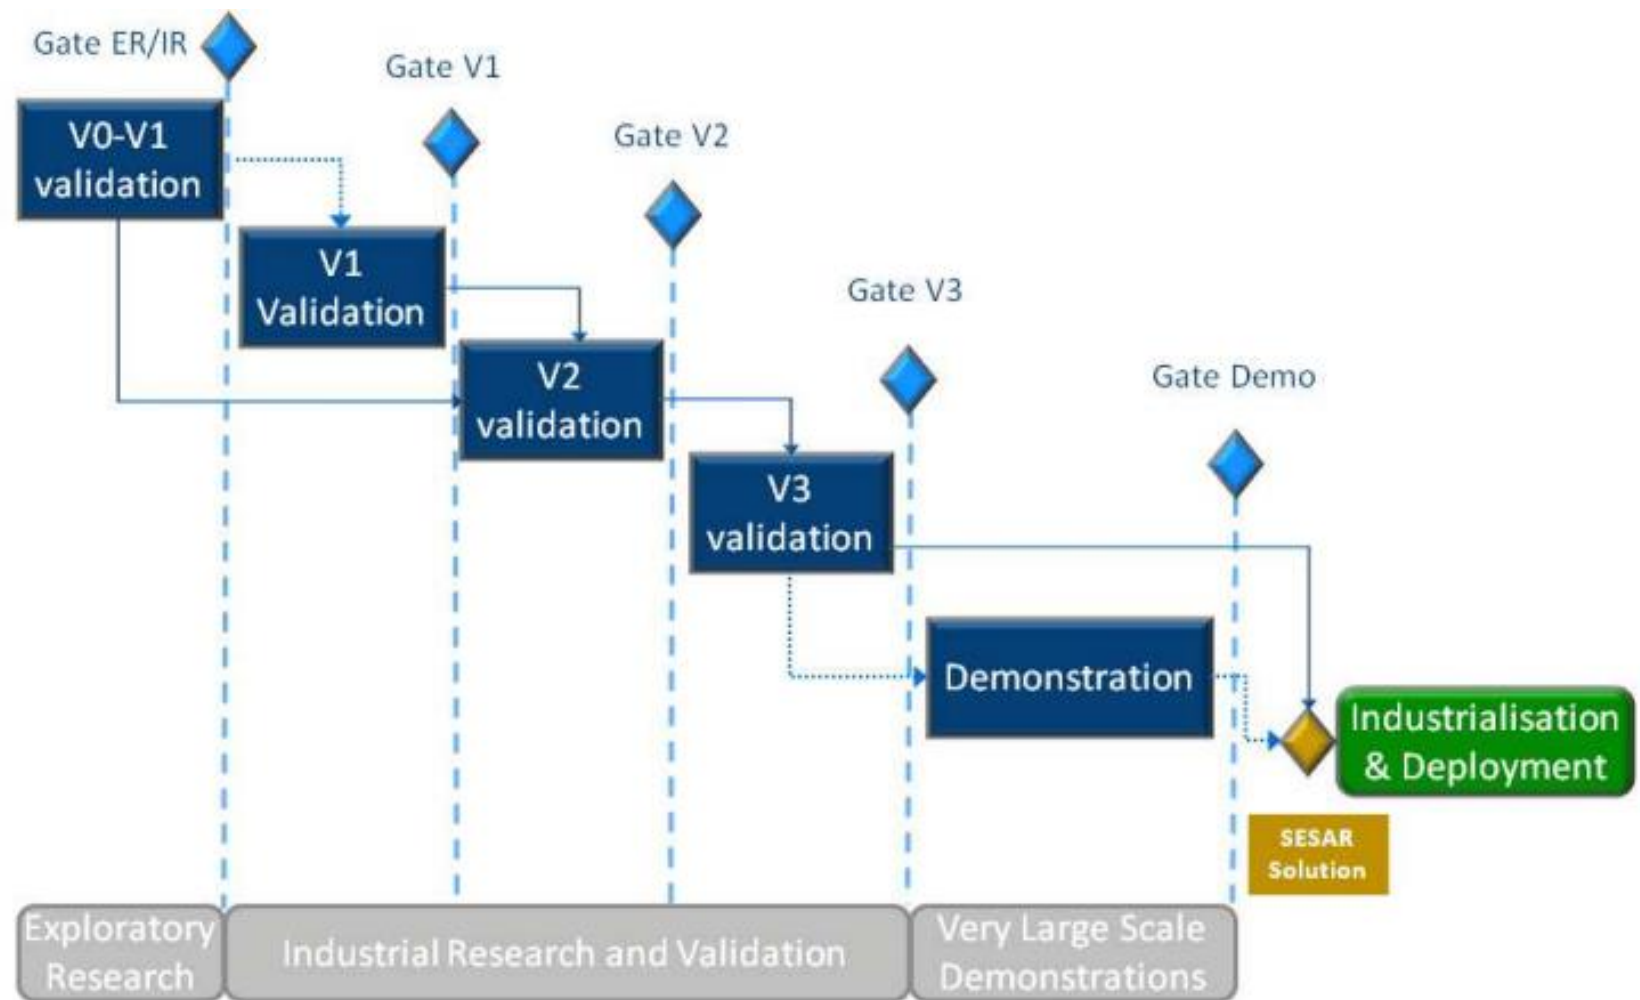 Gate ER/IR
Gate V1
V0-V1
validation
Gate V2
V1
Validation
Gate V3
V2
validation
Gate Demo
V3
validation
Demonstration
Industrialisation
& Deployment
SESAR
Solution
Exploratory
Research
Industrial Research and Validation
Very Large Scale
Demonstrations